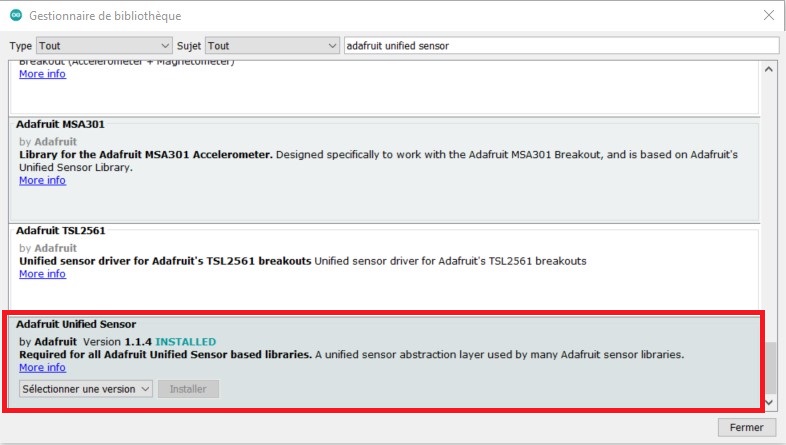 Gestionnaire de bibliothèque
Type Tout Sujet Tout adafruit unified sensor
Breakout (Accelerometer + Magnetometer)
More info
Adafruit MSA301
by Adafruit
Library for the Adafruit MSA301 Accelerometer. Designed specifically to work with the Adafruit MSA301 Breakout, and is based on Adafruit's
Unified Sensor Library.
More info
Adafruit TSL2561
by Adafruit
Unified sensor driver for Adafruit's TSL2561 breakouts Unified sensor driver for Adafruit's TSL2561 breakouts
More info
Adafruit Unified Sensor
by Adafruit Version 1.1.4 INSTALLED
Required for all Adafruit Unified Sensor based libraries. A unified sensor abstraction layer used by many Adafruit sensor libraries.
More info
Sélectionner une version Installer
Fermer